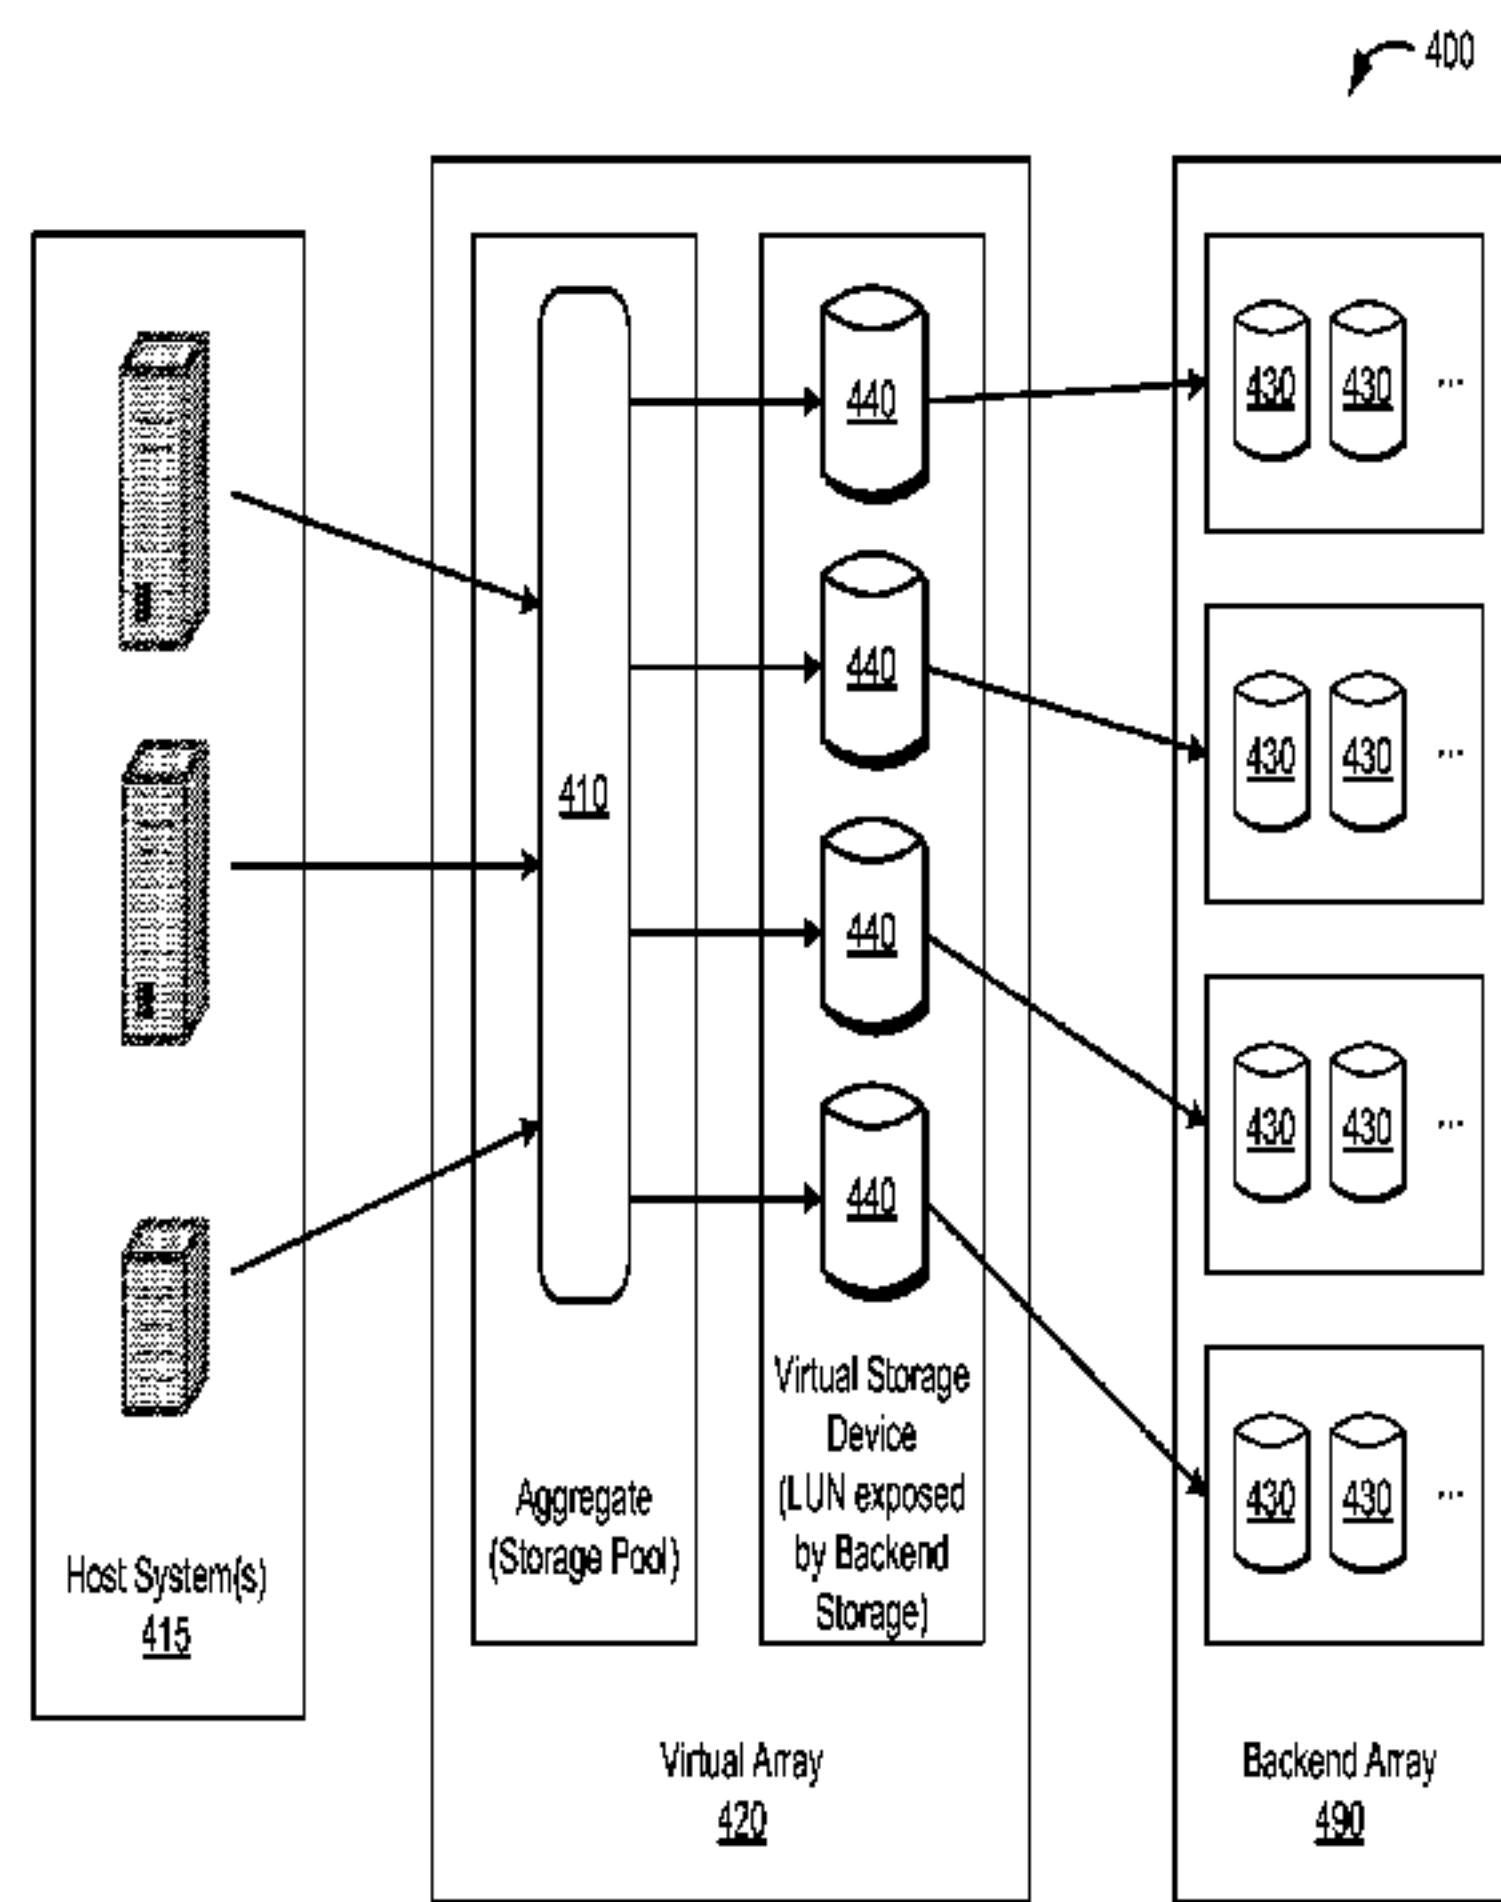 400
440
430 430 ...
440
430 430 ...
410
440
430 430 ...
440
430 430 ...
Host System(s)
415
Aggregate
(Storage Pool)
Virtual Storage
Device
(LUN exposed
by Backend
Storage)
Virtual Array
420
Backend Array
490